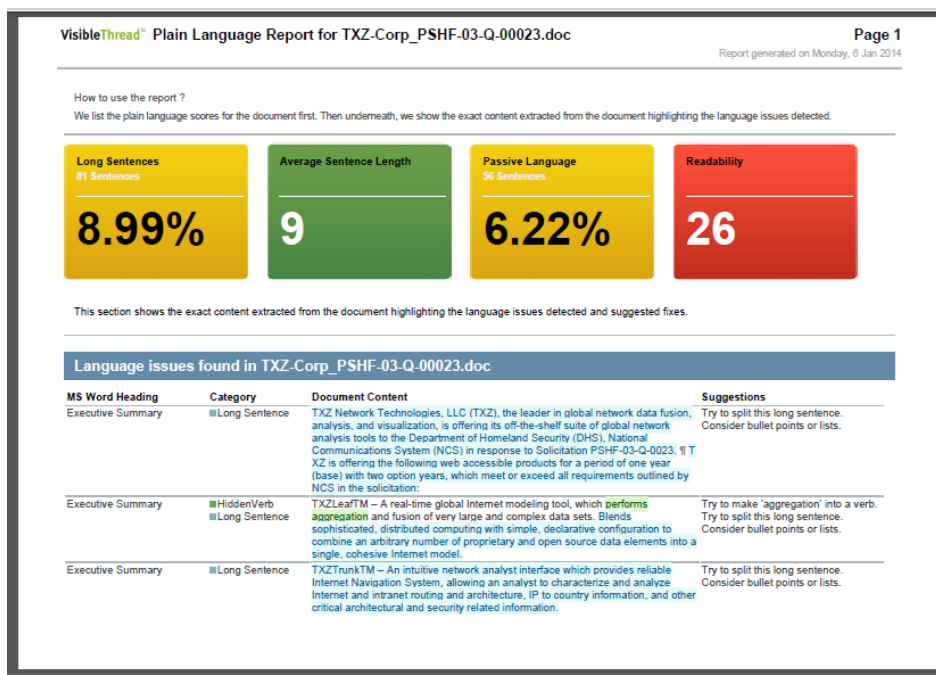 VisibleThread™ Plain Language Report for TXZ-Corp_PSHF-03-Q-00023.doc Page 1
Report generated on Monday, 6 Jan 2014
How to use the report ?
We list the plain language scores for the document first. Then underneath, we show the exact content extracted from the document highlighting the language issues detected.
Long Sentences
81 Sentences
8.99%
Average Sentence Length
9
Passive Language
56 Sentences
6.22%
Readability
26
This section shows the exact content extracted from the document highlighting the language issues detected and suggested fixes.
Language issues found in TXZ-Corp_PSHF-03-Q-00023.doc
MS Word Heading Category Document Content Suggestions
Executive Summary
Long Sentence
TXZ Network Technologies, LLC (TXZ), the leader in global network data fusion,
analysis, and visualization, is offering its off-the-shelf suite of global network
analysis tools to the Department of Homeland Security (DHS), National
Communications System (NCS) in response to Solicitation PSHF-03-Q-0023. ¶ T
XZ is offering the following web accessible products for a period of one year
(base) with two option years, which meet or exceed all requirements outlined by
NCS in the solicitation:
Try to split this long sentence.
Consider bullet points or lists.
Executive Summary
HiddenVerb
Long Sentence
TXZLeafTM – A real-time global Internet modeling tool, which performs
aggregation and fusion of very large and complex data sets. Blends
sophisticated, distributed computing with simple, declarative configuration to
combine an arbitrary number of proprietary and open source data elements into a
single, cohesive Internet model.
Try to make 'aggregation' into a verb.
Try to split this long sentence.
Consider bullet points or lists.
Executive Summary
Long Sentence
TXZTrunkTM – An intuitive network analyst interface which provides reliable
Internet Navigation System, allowing an analyst to characterize and analyze
Internet and intranet routing and architecture, IP to country information, and other
critical architectural and security related information.
Try to split this long sentence.
Consider bullet points or lists.